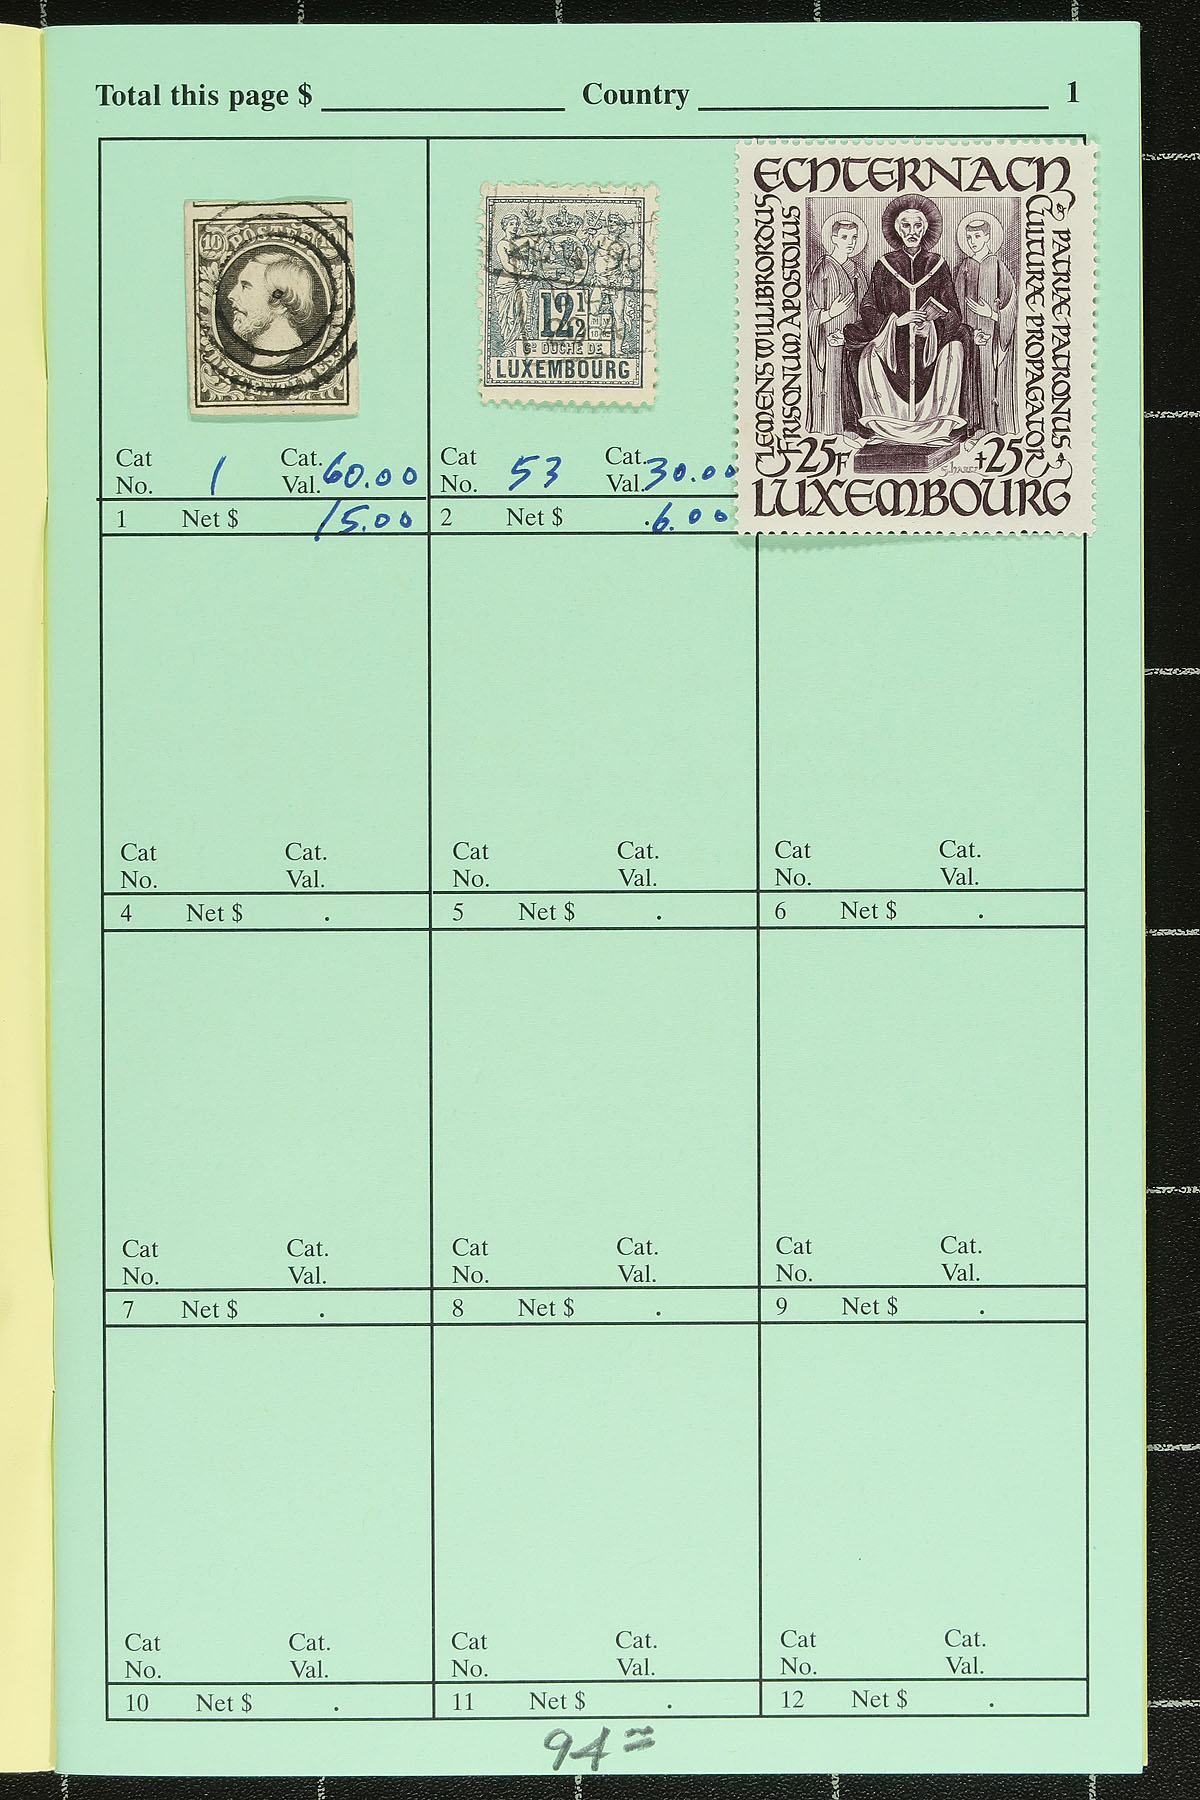 Total this page $ Country 1
10 POSTES
12½
Gᴰ DUCHÉ DE
LUXEMBOURG
ECHTERNACH
CLEMENS WILLIBRORDUS
FRISONUM APOSTOLUS
CULTURÆ PROPAGATOR
PATRIÆ PATRONUS
25F +25
LUXEMBOURG
Cat No. 1 Cat. Val. 60.00
1 Net $ 15.00
Cat No. 53 Cat. Val. 30.00
2 Net $ 6.00
Cat Cat. Cat Cat. Cat Cat.
No. Val. No. Val. No. Val.
4 Net $ . 5 Net $ . 6 Net $ .
Cat Cat. Cat Cat. Cat Cat.
No. Val. No. Val. No. Val.
7 Net $ . 8 Net $ . 9 Net $ .
Cat Cat. Cat Cat. Cat Cat.
No. Val. No. Val. No. Val.
10 Net $ . 11 Net $ . 12 Net $ .
94